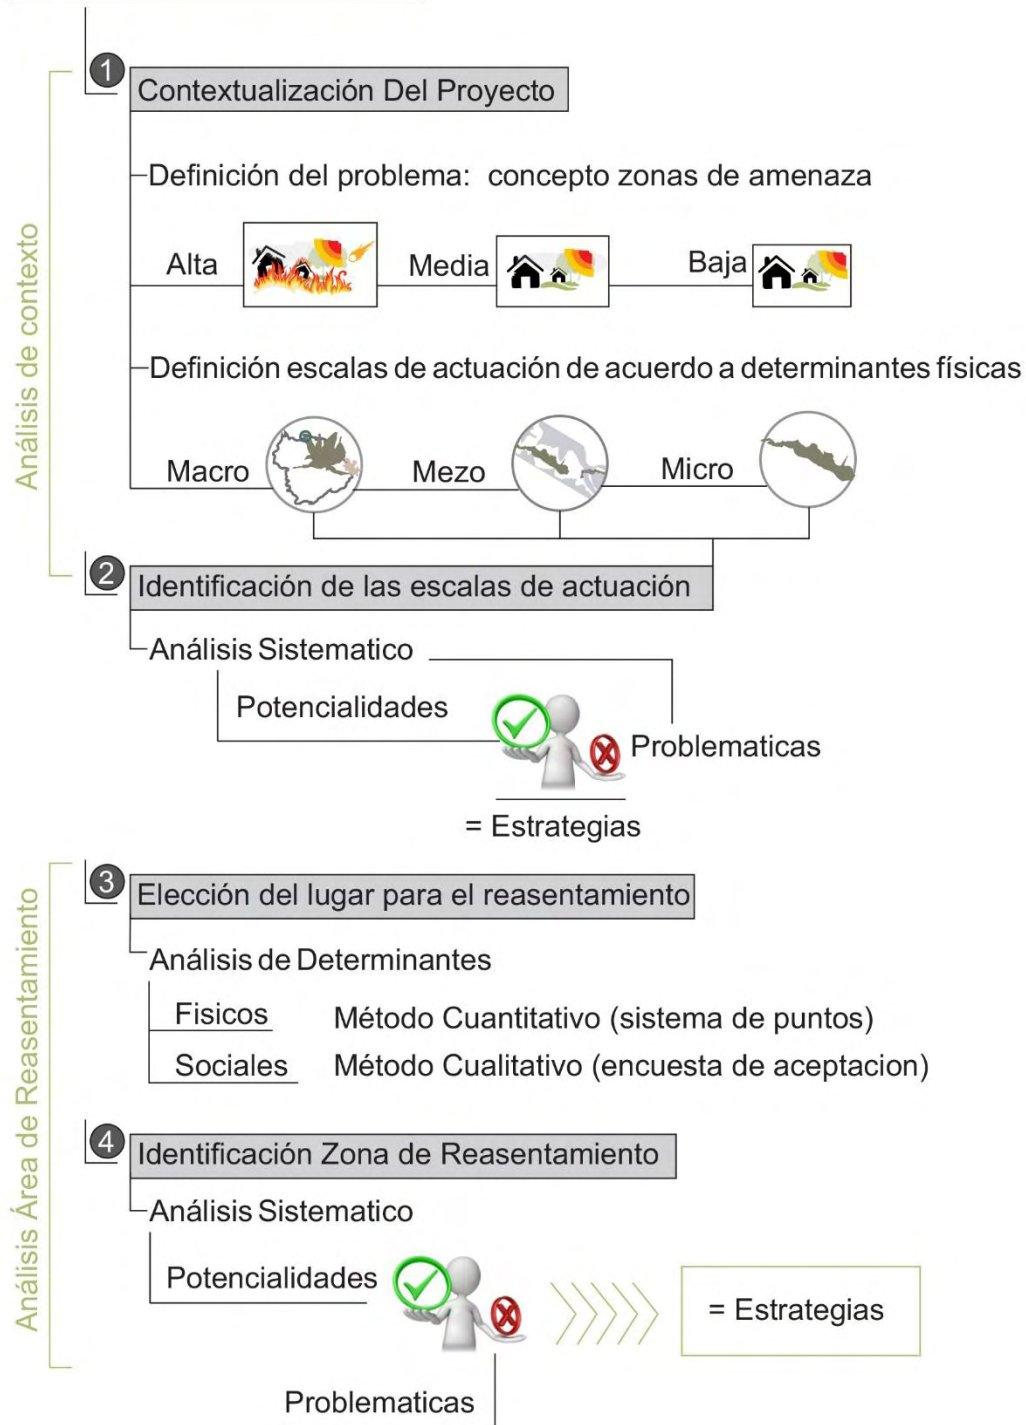 1
Contextualización Del Proyecto
Definición del problema: concepto zonas de amenaza
Alta Media Baja
Definición escalas de actuación de acuerdo a determinantes físicas
Macro Mezo Micro
Análisis de contexto
2
Identificación de las escalas de actuación
Análisis Sistematico
Potencialidades
Problematicas
= Estrategias
3
Elección del lugar para el reasentamiento
Análisis de Determinantes
Fisicos Método Cuantitativo (sistema de puntos)
Sociales Método Cualitativo (encuesta de aceptacion)
Análisis Área de Reasentamiento
4
Identificación Zona de Reasentamiento
Análisis Sistematico
Potencialidades
= Estrategias
Problematicas